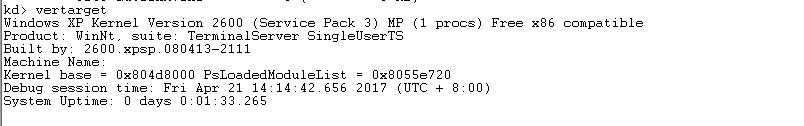 kd> vertarget
Windows XP Kernel Version 2600 (Service Pack 3) MP (1 procs) Free x86 compatible
Product: WinNt, suite: TerminalServer SingleUserTS
Built by: 2600.xpsp.080413-2111
Machine Name:
Kernel base = 0x804d8000 PsLoadedModuleList = 0x8055e720
Debug session time: Fri Apr 21 14:14:42.656 2017 (UTC + 8:00)
System Uptime: 0 days 0:01:33.265